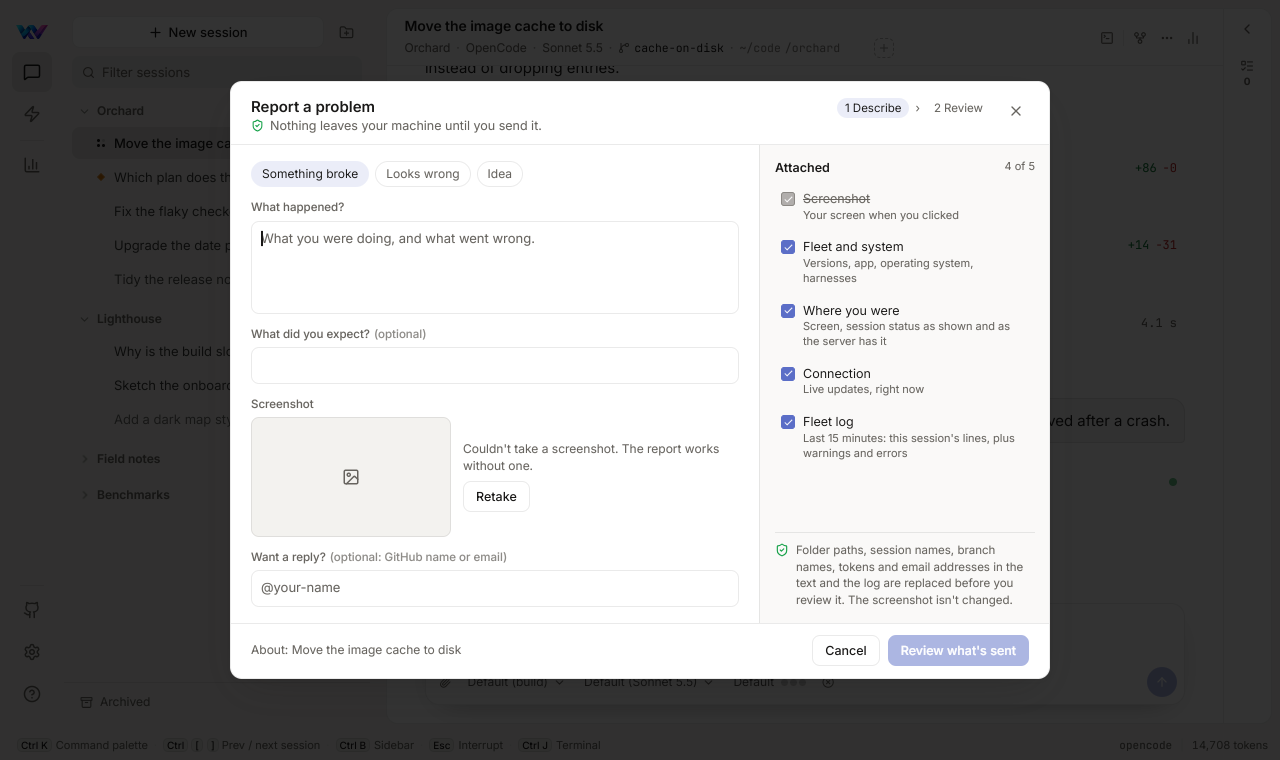 New session
Filter sessions
Orchard
Move the image ca
Which plan does th
Fix the flaky check
Upgrade the date p
Tidy the release no
Lighthouse
Why is the build slo
Sketch the onboard
Add a dark map sty
Field notes
Benchmarks
Archived
Move the image cache to disk
Orchard · OpenCode · Sonnet 5.5 · cache-on-disk · ~/code/orchard
instead of dropping entries.
0
+86 -0
+14 -31
4.1 s
ved after a crash.
Report a problem
Nothing leaves your machine until you send it.
1 Describe › 2 Review
Something broke
Looks wrong
Idea
What happened?
What you were doing, and what went wrong.
What did you expect? (optional)
Screenshot
Couldn't take a screenshot. The report works
without one.
Retake
Want a reply? (optional: GitHub name or email)
@your-name
Attached
4 of 5
Screenshot
Your screen when you clicked
Fleet and system
Versions, app, operating system,
harnesses
Where you were
Screen, session status as shown and as
the server has it
Connection
Live updates, right now
Fleet log
Last 15 minutes: this session's lines, plus
warnings and errors
Folder paths, session names, branch
names, tokens and email addresses in the
text and the log are replaced before you
review it. The screenshot isn't changed.
About: Move the image cache to disk
Cancel
Review what's sent
Default (build)
Default (Sonnet 5.5)
Default
Ctrl K Command palette
Ctrl [ ] Prev / next session
Ctrl B Sidebar
Esc Interrupt
Ctrl J Terminal
opencode
14,708 tokens